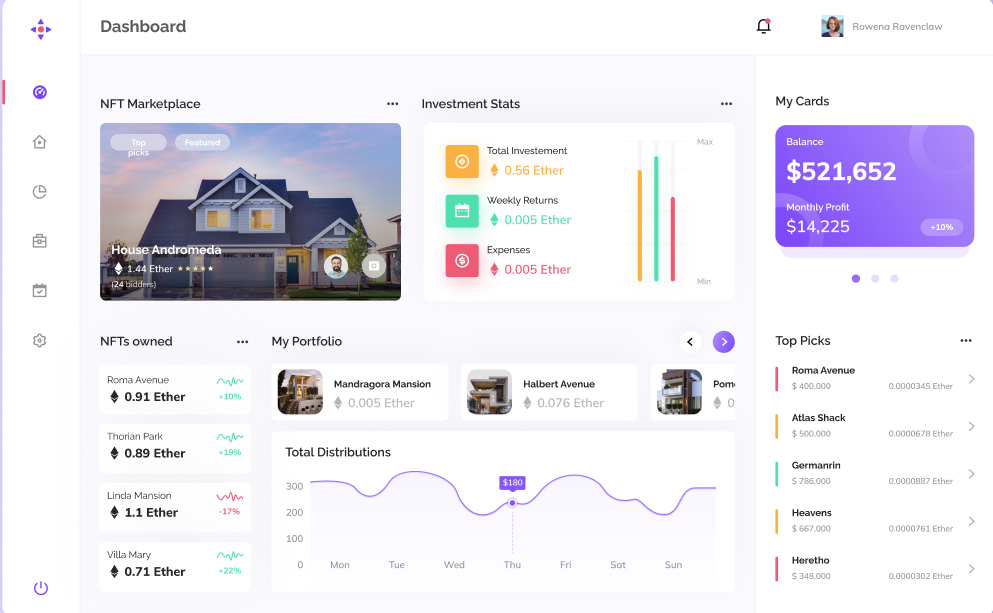 Dashboard
Rowena Ravenclaw
NFT Marketplace
Top
picks
Featured
House Andromeda
1.44 Ether
(24 bidders)
Investment Stats
Total Investement
0.56 Ether
Weekly Returns
0.005 Ether
Expenses
0.005 Ether
Max
Min
My Cards
Balance
$521,652
Monthly Profit
$14,225
+10%
NFTs owned
Roma Avenue
0.91 Ether
+10%
Thorian Park
0.89 Ether
+19%
Linda Mansion
1.1 Ether
-17%
Villa Mary
0.71 Ether
+22%
My Portfolio
Mandragora Mansion
0.005 Ether
Halbert Avenue
0.076 Ether
Pom
0
Total Distributions
$180
300
200
100
0
Mon Tue Wed Thu Fri Sat Sun
Top Picks
Roma Avenue
$ 400,000 0.0000345 Ether
Atlas Shack
$ 500,000 0.0000678 Ether
Germanrin
$ 786,000 0.0000887 Ether
Heavens
$ 667,000 0.0000761 Ether
Heretho
$ 348,000 0.0000302 Ether